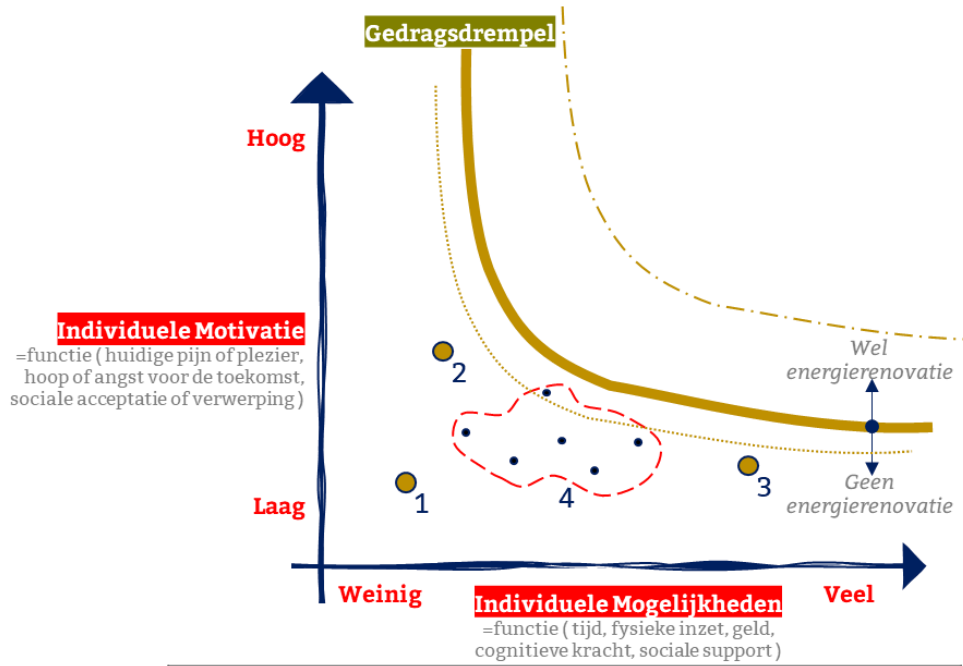 Gedragsdrempel
Hoog
Individuele Motivatie
=functie ( huidige pijn of plezier,
hoop of angst voor de toekomst,
sociale acceptatie of verwerping )
Wel
energierenovatie
2
1
4
3
Geen
energierenovatie
Laag
Weinig
Individuele Mogelijkheden
Veel
=functie ( tijd, fysieke inzet, geld,
cognitieve kracht, sociale support )